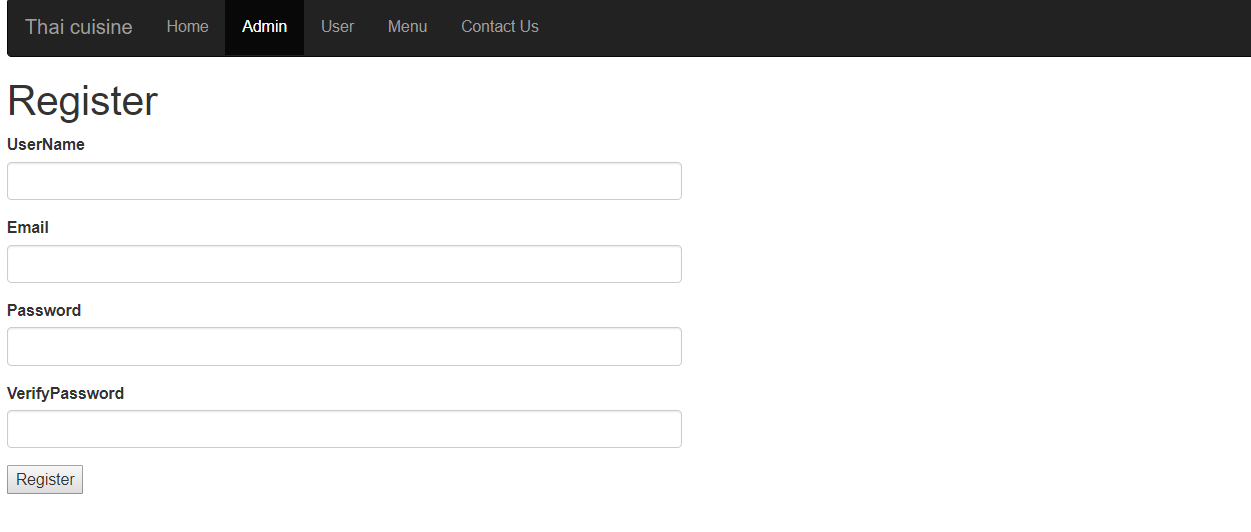 Thai cuisine Home Admin User Menu Contact Us
Register
UserName
Email
Password
VerifyPassword
Register